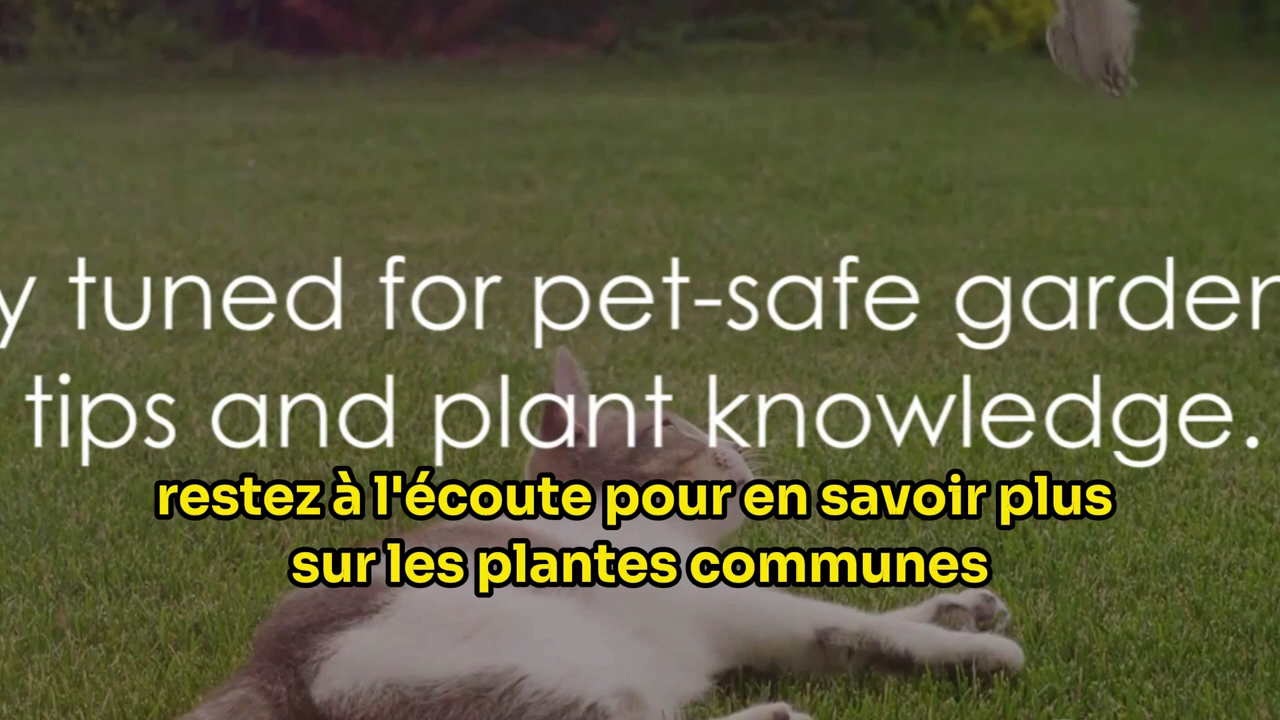 y tuned for pet-safe garden
tips and plant knowledge.
restez à l'écoute pour en savoir plus
sur les plantes communes